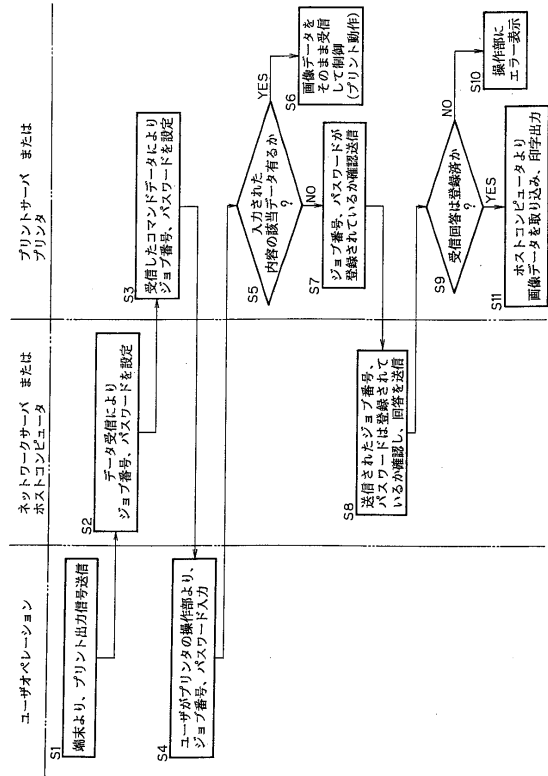 ユーザオペレーション
ネットワークサーバ または
ホストコンピュータ
プリントサーバ または
プリンタ
S1
端末より、プリント出力信号送信
S2
データ受信により
ジョブ番号、パスワードを設定
S3
受信したコマンドデータにより
ジョブ番号、パスワードを設定
S4
ユーザがプリンタの操作部より、
ジョブ番号、パスワード入力
S5
入力された
内容の該当データ有るか
?
YES
S6
画像データを
そのまま受信
して制御
(プリント動作)
NO
S7
ジョブ番号、パスワードが
登録されているか確認送信
S8
送信されたジョブ番号、
パスワードは登録されて
いるか確認し、回答を送信
S9
受信回答は登録済か
?
NO
S10
操作部に
エラー表示
YES
S11
ホストコンピュータより
画像データを取り込み、印字出力